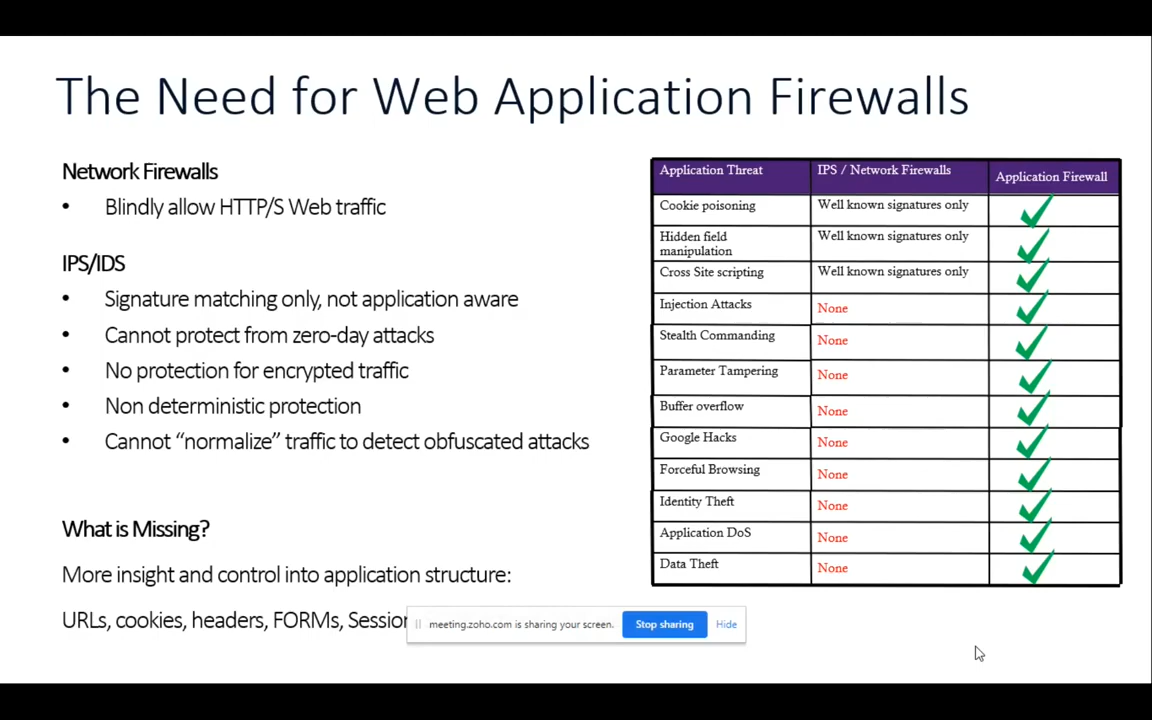 The Need for Web Application Firewalls
Network Firewalls
• Blindly allow HTTP/S Web traffic
IPS/IDS
• Signature matching only, not application aware
• Cannot protect from zero-day attacks
• No protection for encrypted traffic
• Non deterministic protection
• Cannot “normalize” traffic to detect obfuscated attacks
What is Missing?
More insight and control into application structure:
URLs, cookies, headers, FORMs,
Application Threat IPS / Network Firewalls Application Firewall
Cookie poisoning Well known signatures only
Hidden field
manipulation Well known signatures only
Cross Site scripting Well known signatures only
Injection Attacks None
Stealth Commanding None
Parameter Tampering None
Buffer overflow None
Google Hacks None
Forceful Browsing None
Identity Theft None
Application DoS None
Data Theft None
meeting.zoho.com is sharing your screen. Stop sharing Hide